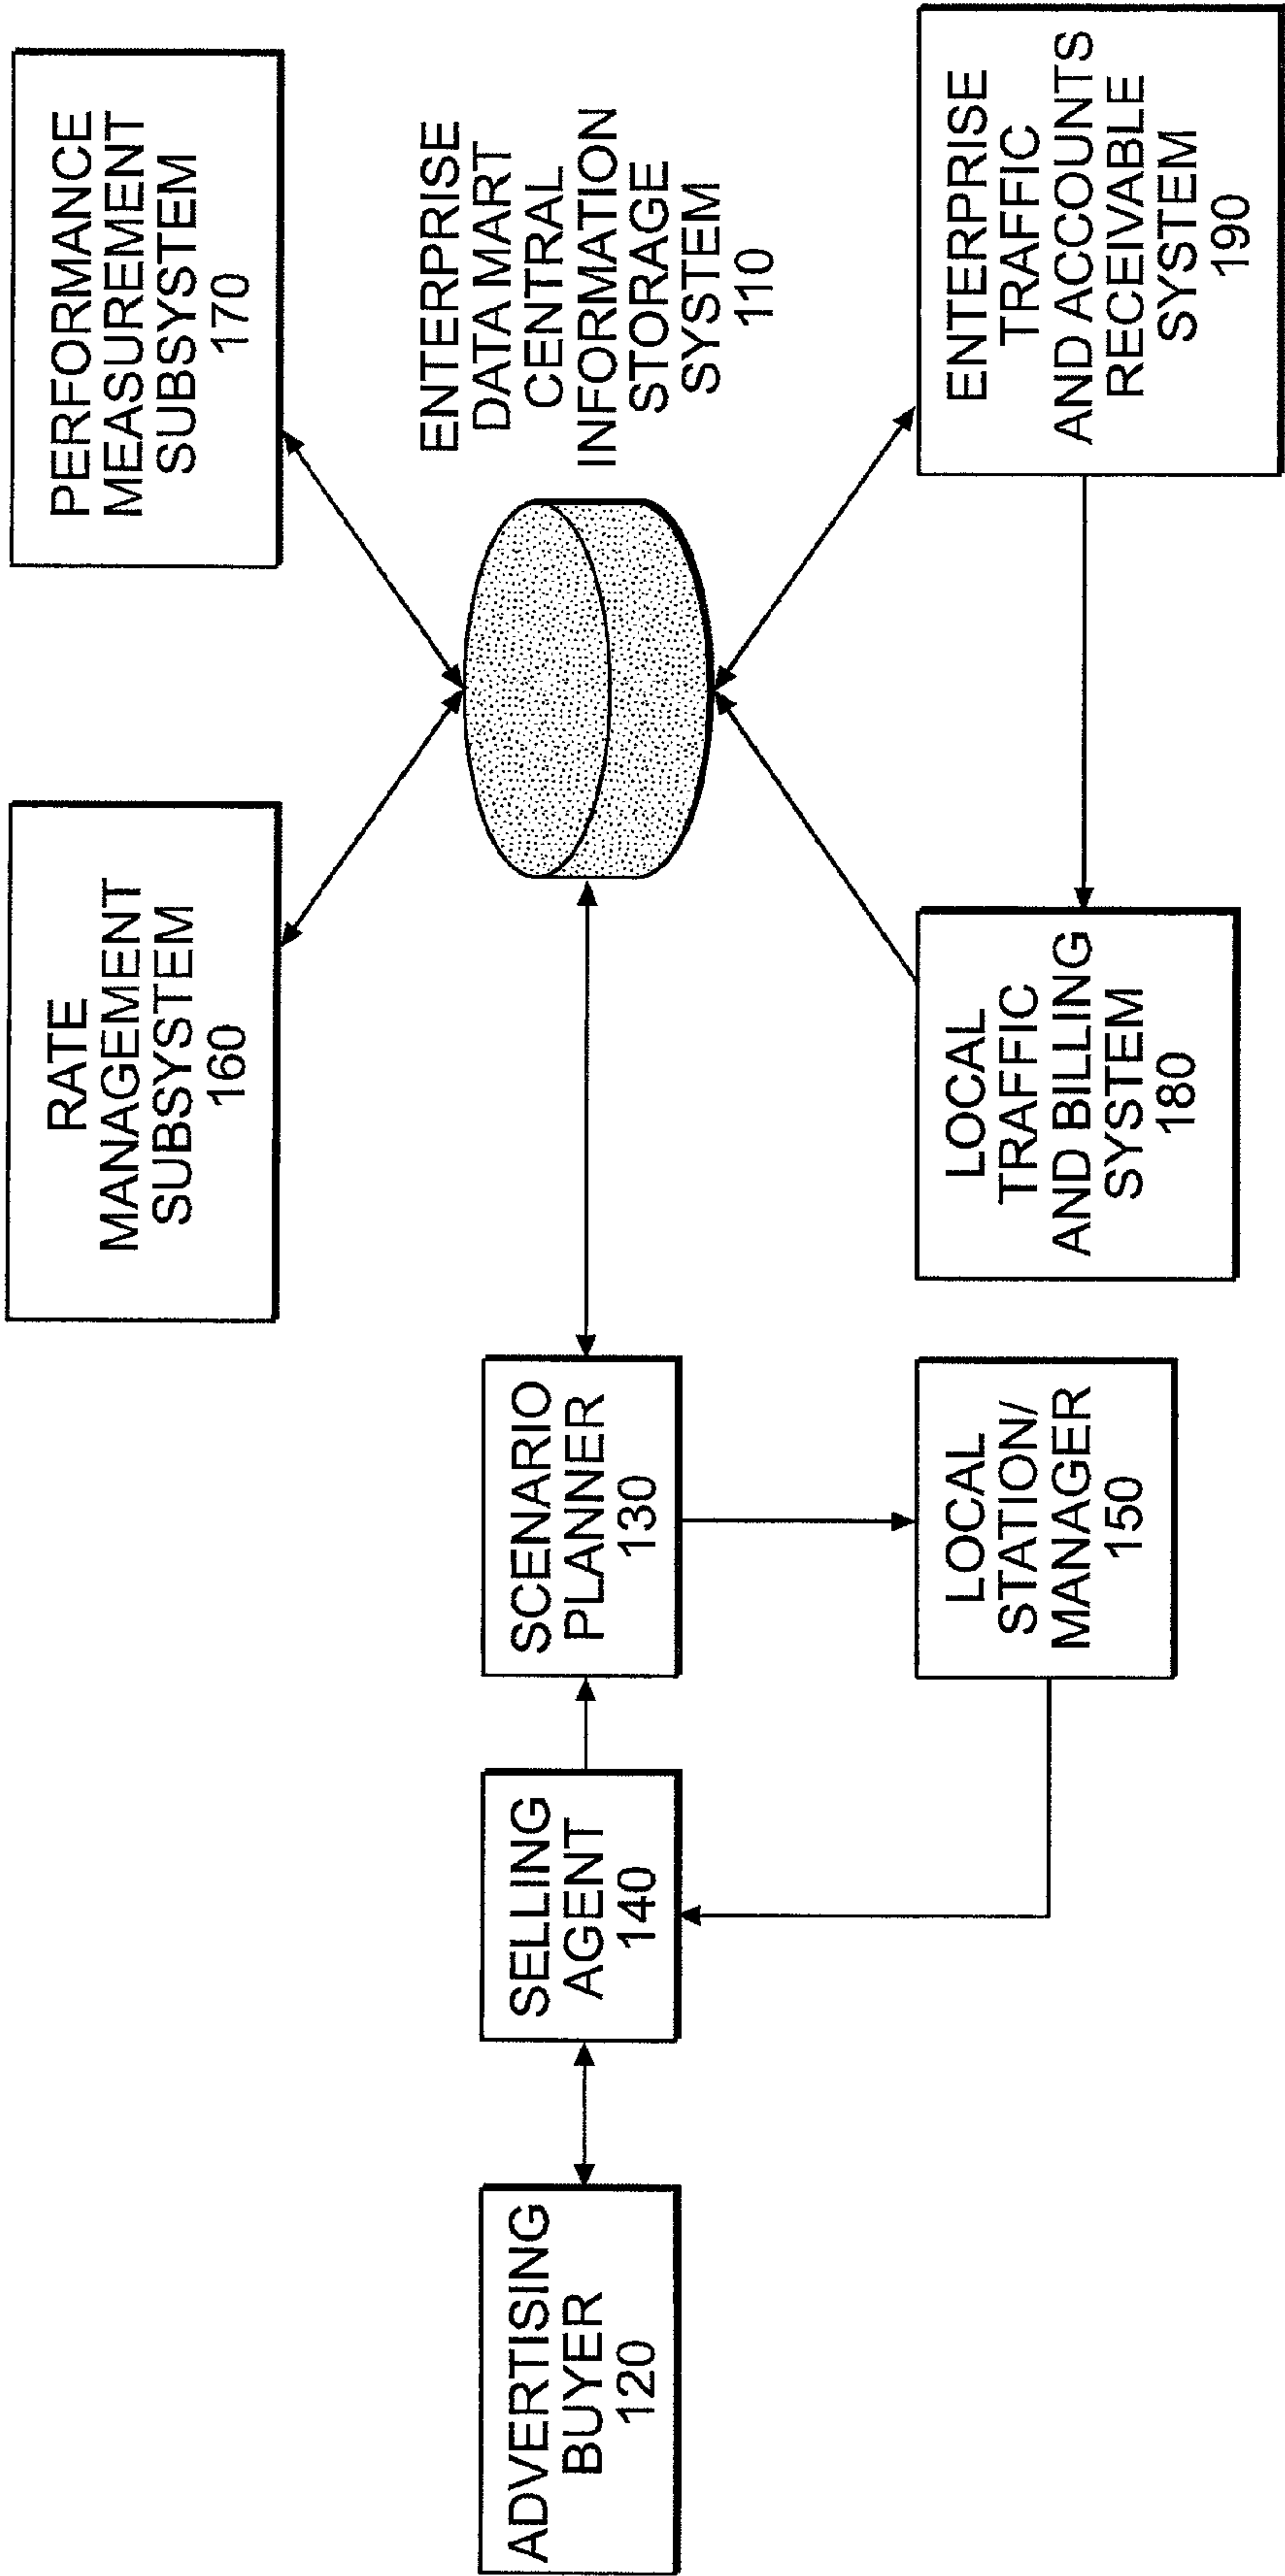 RATE
MANAGEMENT
SUBSYSTEM
160
PERFORMANCE
MEASUREMENT
SUBSYSTEM
170
ADVERTISING
BUYER
120
SELLING
AGENT
140
SCENARIO
PLANNER
130
ENTERPRISE
DATA MART
CENTRAL
INFORMATION
STORAGE
SYSTEM
110
LOCAL
STATION/
MANAGER
150
LOCAL
TRAFFIC
AND BILLING
SYSTEM
180
ENTERPRISE
TRAFFIC
AND ACCOUNTS
RECEIVABLE
SYSTEM
190